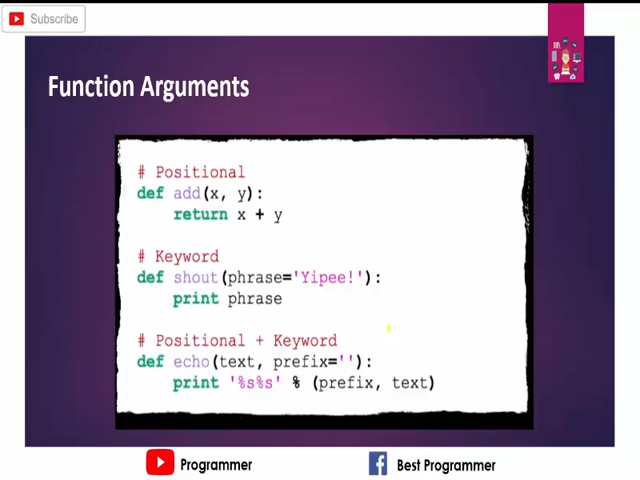 Subscribe
Function Arguments
# Positional
def add(x, y):
return x + y
# Keyword
def shout(phrase='Yipee!'):
print phrase
# Positional + Keyword
def echo(text, prefix=''):
print '%s%s' % (prefix, text)
Programmer
Best Programmer